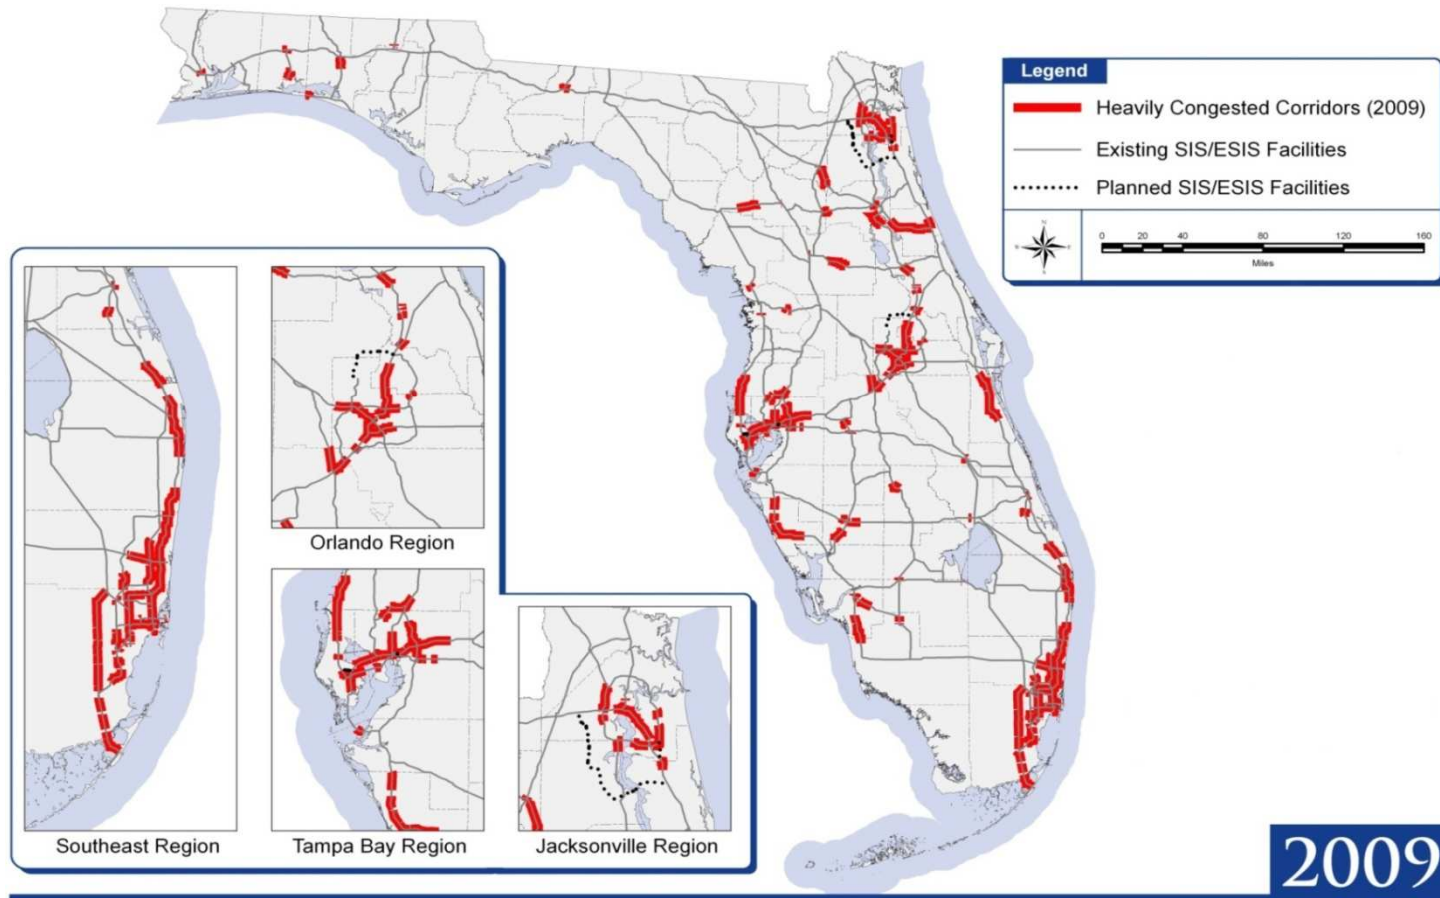 Legend
Heavily Congested Corridors (2009)
Existing SIS/ESIS Facilities
Planned SIS/ESIS Facilities
N
W
E
S
0 20 40 80 120 160
Miles
Orlando Region
Southeast Region
Tampa Bay Region
Jacksonville Region
2009